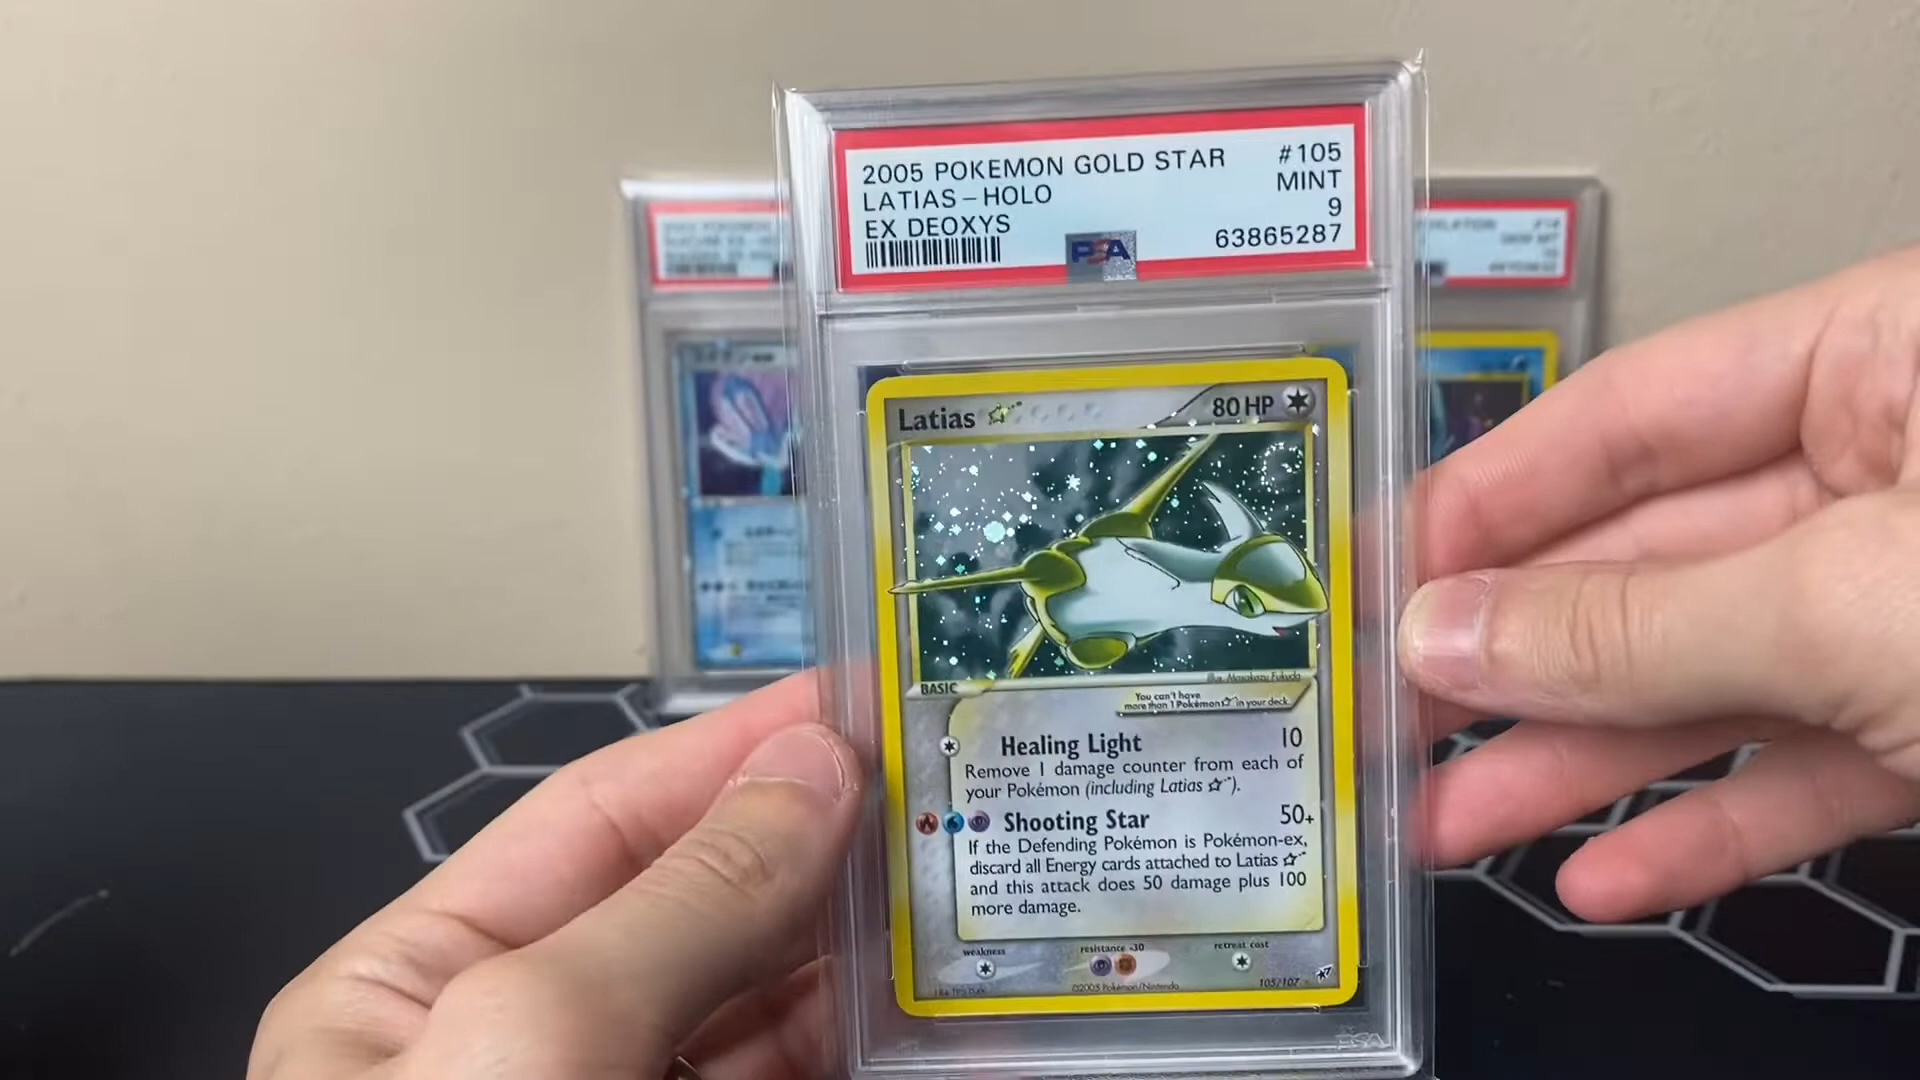 2005 POKEMON GOLD STAR #105
LATIAS-HOLO MINT
EX DEOXYS 9
PSA 63865287
Latias ☆ 80 HP
BASIC
illus. Masakazu Fukuda
You can't have
more than 1 Pokémon☆ in your deck.
Healing Light 10
Remove 1 damage counter from each of
your Pokémon (including Latias ☆).
Shooting Star 50+
If the Defending Pokémon is Pokémon-ex,
discard all Energy cards attached to Latias ☆
and this attack does 50 damage plus 100
more damage.
weakness resistance -30 retreat cost
©2005 Pokémon/Nintendo 105/107
PSA